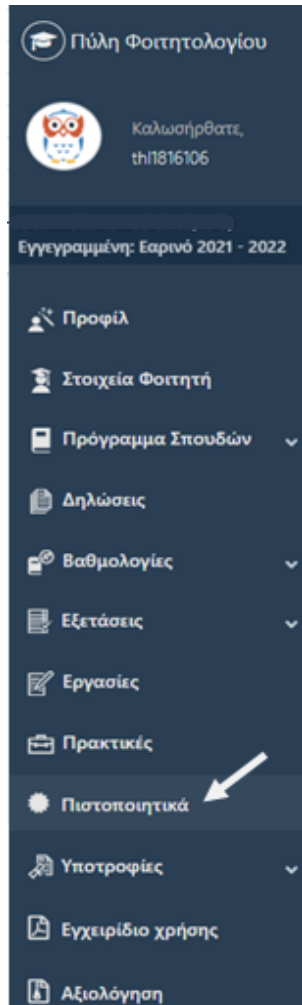 Πύλη Φοιτητολογίου
Καλωσήρθατε,
thl1816106
Εγγεγραμμένη: Εαρινό 2021 - 2022
Προφίλ
Στοιχεία Φοιτητή
Πρόγραμμα Σπουδών
Δηλώσεις
Βαθμολογίες
Εξετάσεις
Εργασίες
Πρακτικές
Πιστοποιητικά
Υποτροφίες
Εγχειρίδιο χρήσης
Αξιολόγηση